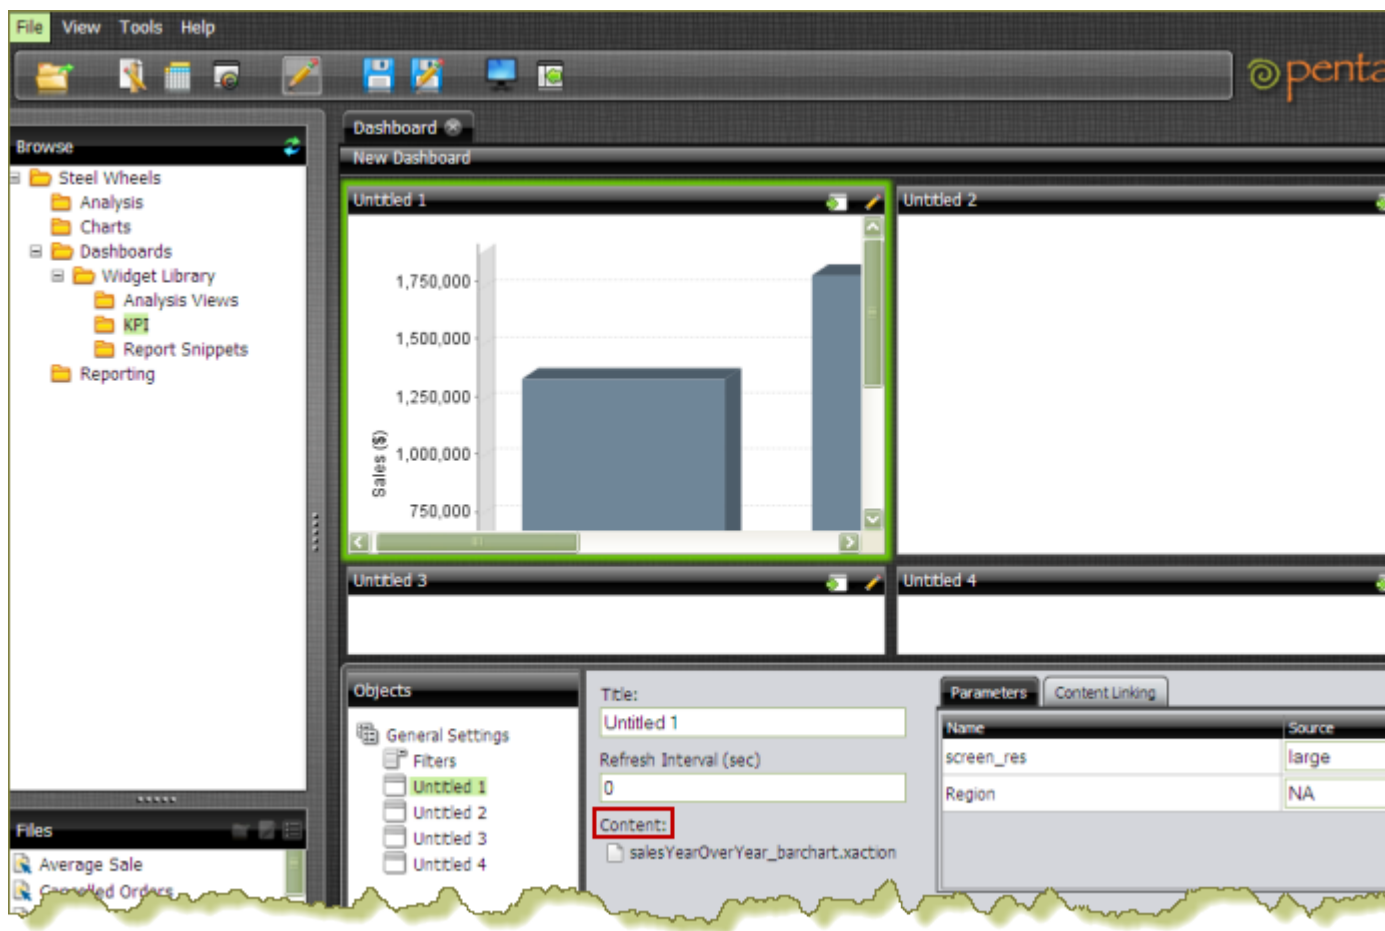 File View Tools Help
penta
Browse
Steel Wheels
Analysis
Charts
Dashboards
Widget Library
Analysis Views
KPI
Report Snippets
Reporting
Files
Average Sale
Cancelled Orders
Dashboard
New Dashboard
Untitled 1
1,750,000
1,500,000
1,250,000
1,000,000
750,000
Sales ($)
Untitled 2
Untitled 3
Untitled 4
Objects
General Settings
Filters
Untitled 1
Untitled 2
Untitled 3
Untitled 4
Title:
Untitled 1
Refresh Interval (sec)
0
Content:
salesYearOverYear_barchart.xaction
Parameters Content Linking
Name Source
screen_res large
Region NA